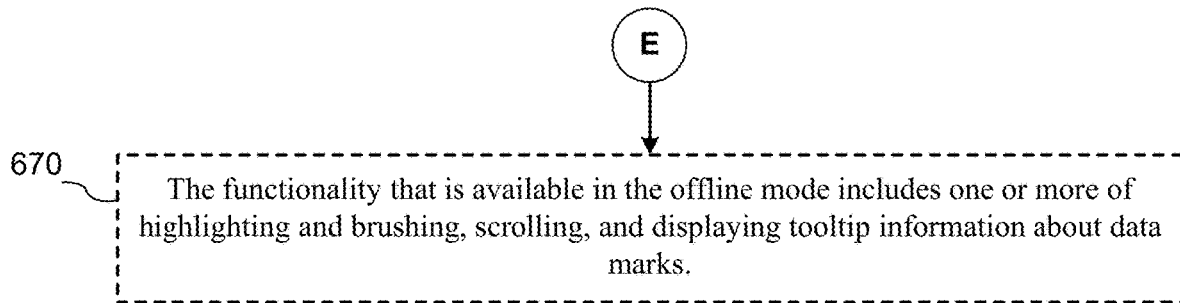 E
670
The functionality that is available in the offline mode includes one or more of
highlighting and brushing, scrolling, and displaying tooltip information about data
marks.